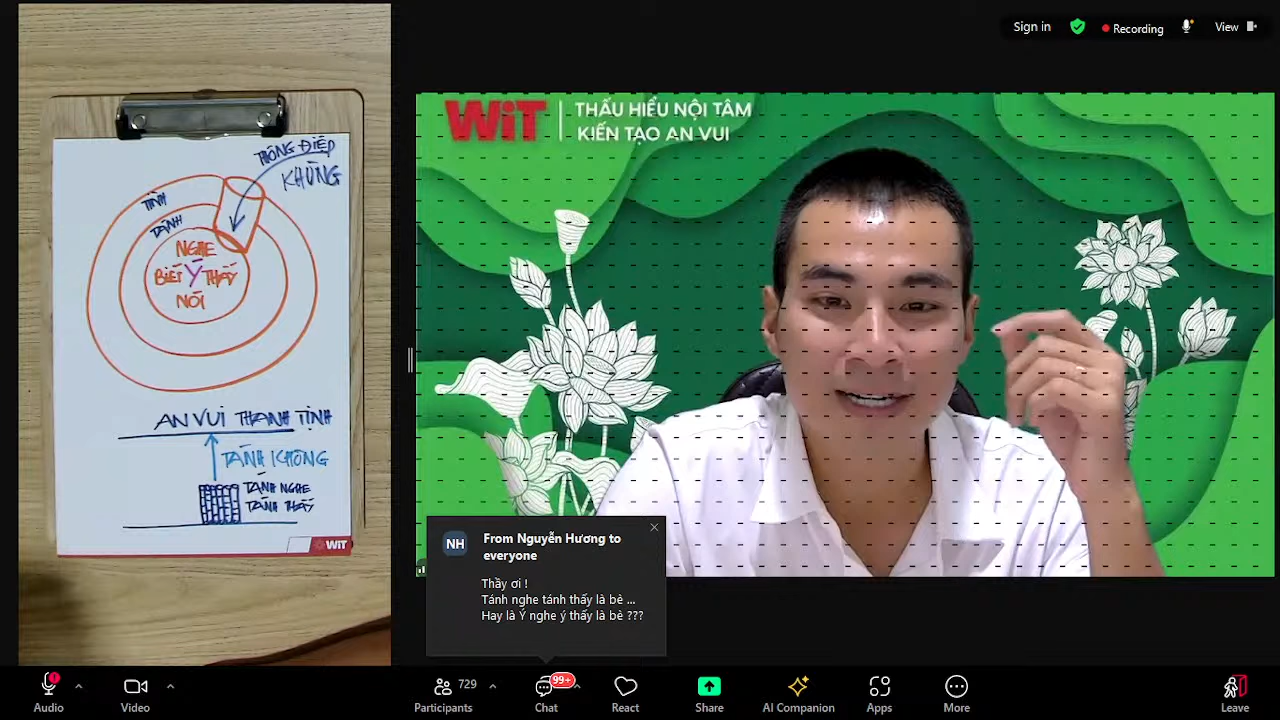 Sign in
Recording
View
WiT
THẤU HIỂU NỘI TÂM
KIẾN TẠO AN VUI
THÔNG ĐIỆP
KHÙNG
TÍNH
TÁNH
NGHE
BIẾT Ý THẤY
NÓI
AN VUI THANH TỊNH
TÁNH KHÔNG
TÁNH NGHE
TÁNH THẤY
WiT
NH
From Nguyễn Hương to
everyone
Thầy ơi !
Tánh nghe tánh thấy là bè ...
Hay là Ý nghe ý thấy là bè ???
Audio
Video
729
Participants
99+
Chat
React
Share
AI Companion
Apps
More
Leave